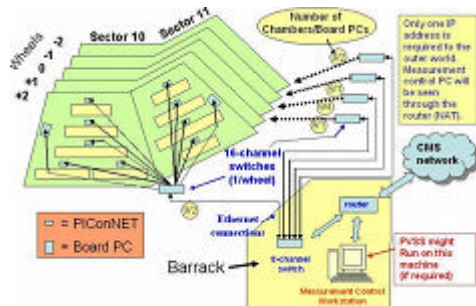 Wheels
+2
+1
0
-1
-2
Sector 10
Sector 11
Number of
Chambers/Board PCs
Only one IP
address is
required to the
outer world.
Measurement
control PC will
be seen
through the
router (NAT).
16-channel
switches
(1/wheel)
CMS
network
Ethernet
connections
router
= PIConNET
= Board PC
Barrack
8-channel
switch
PVSS might
Run on this
machine
(if required)
Measurement Control
Workstation